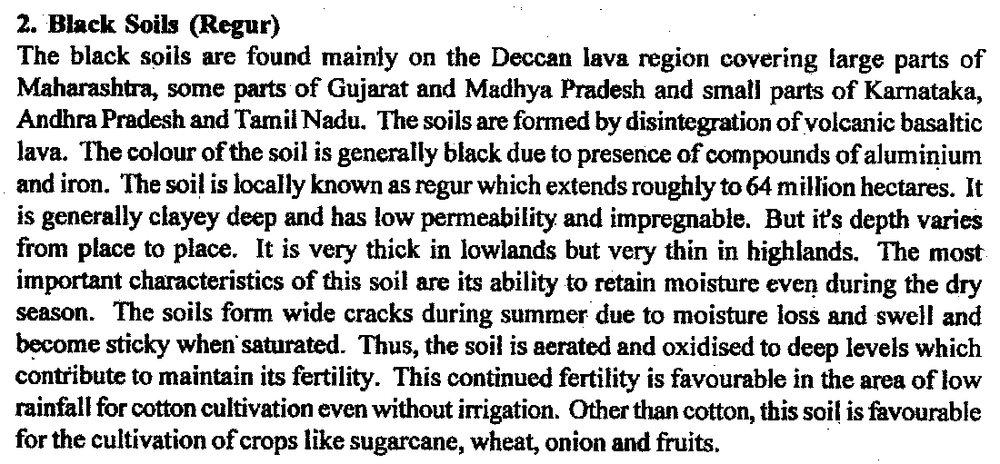 2. Black Soils (Regur)
The black soils are found mainly on the Deccan lava region covering large parts of
Maharashtra, some parts of Gujarat and Madhya Pradesh and small parts of Karnataka,
Andhra Pradesh and Tamil Nadu. The soils are formed by disintegration of volcanic basaltic
lava. The colour of the soil is generally black due to presence of compounds of aluminium
and iron. The soil is locally known as regur which extends roughly to 64 million hectares. It
is generally clayey deep and has low permeability and impregnable. But it's depth varies
from place to place. It is very thick in lowlands but very thin in highlands. The most
important characteristics of this soil are its ability to retain moisture even during the dry
season. The soils form wide cracks during summer due to moisture loss and swell and
become sticky when saturated. Thus, the soil is aerated and oxidised to deep levels which
contribute to maintain its fertility. This continued fertility is favourable in the area of low
rainfall for cotton cultivation even without irrigation. Other than cotton, this soil is favourable
for the cultivation of crops like sugarcane, wheat, onion and fruits.